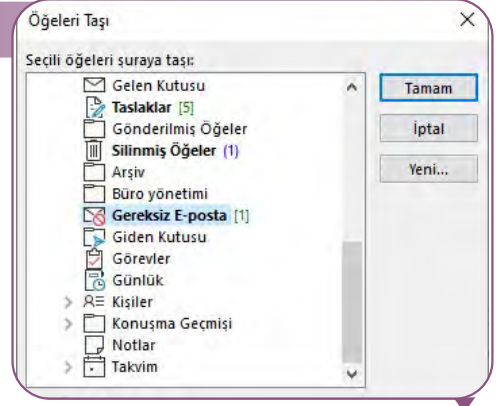 Öğeleri Taşı
Seçili öğeleri şuraya taşı:
Gelen Kutusu
Taslaklar [5]
Gönderilmiş Öğeler
Silinmiş Öğeler (1)
Arşiv
Büro yönetimi
Gereksiz E-posta [1]
Giden Kutusu
Görevler
Günlük
Kişiler
Konuşma Geçmişi
Notlar
Takvim
Tamam
İptal
Yeni...